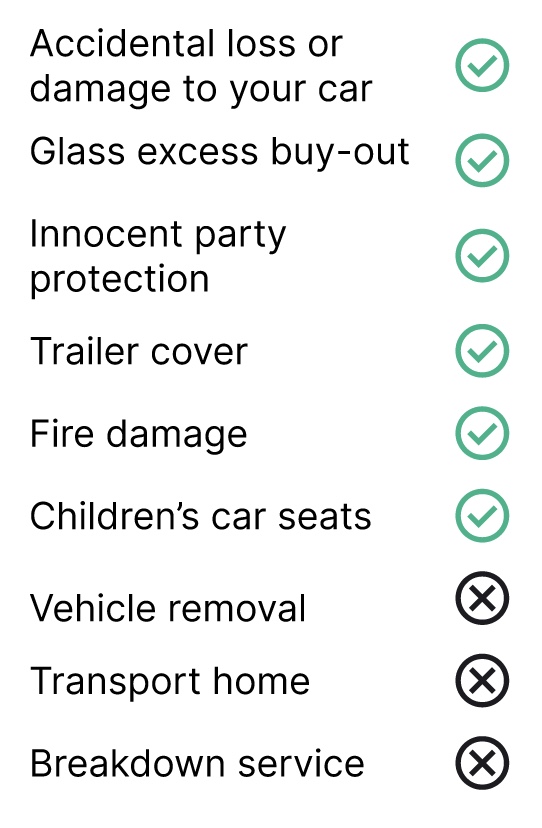 Accidental loss or
damage to your car
Glass excess buy-out
Innocent party
protection
Trailer cover
Fire damage
Children’s car seats
Vehicle removal
Transport home
Breakdown service